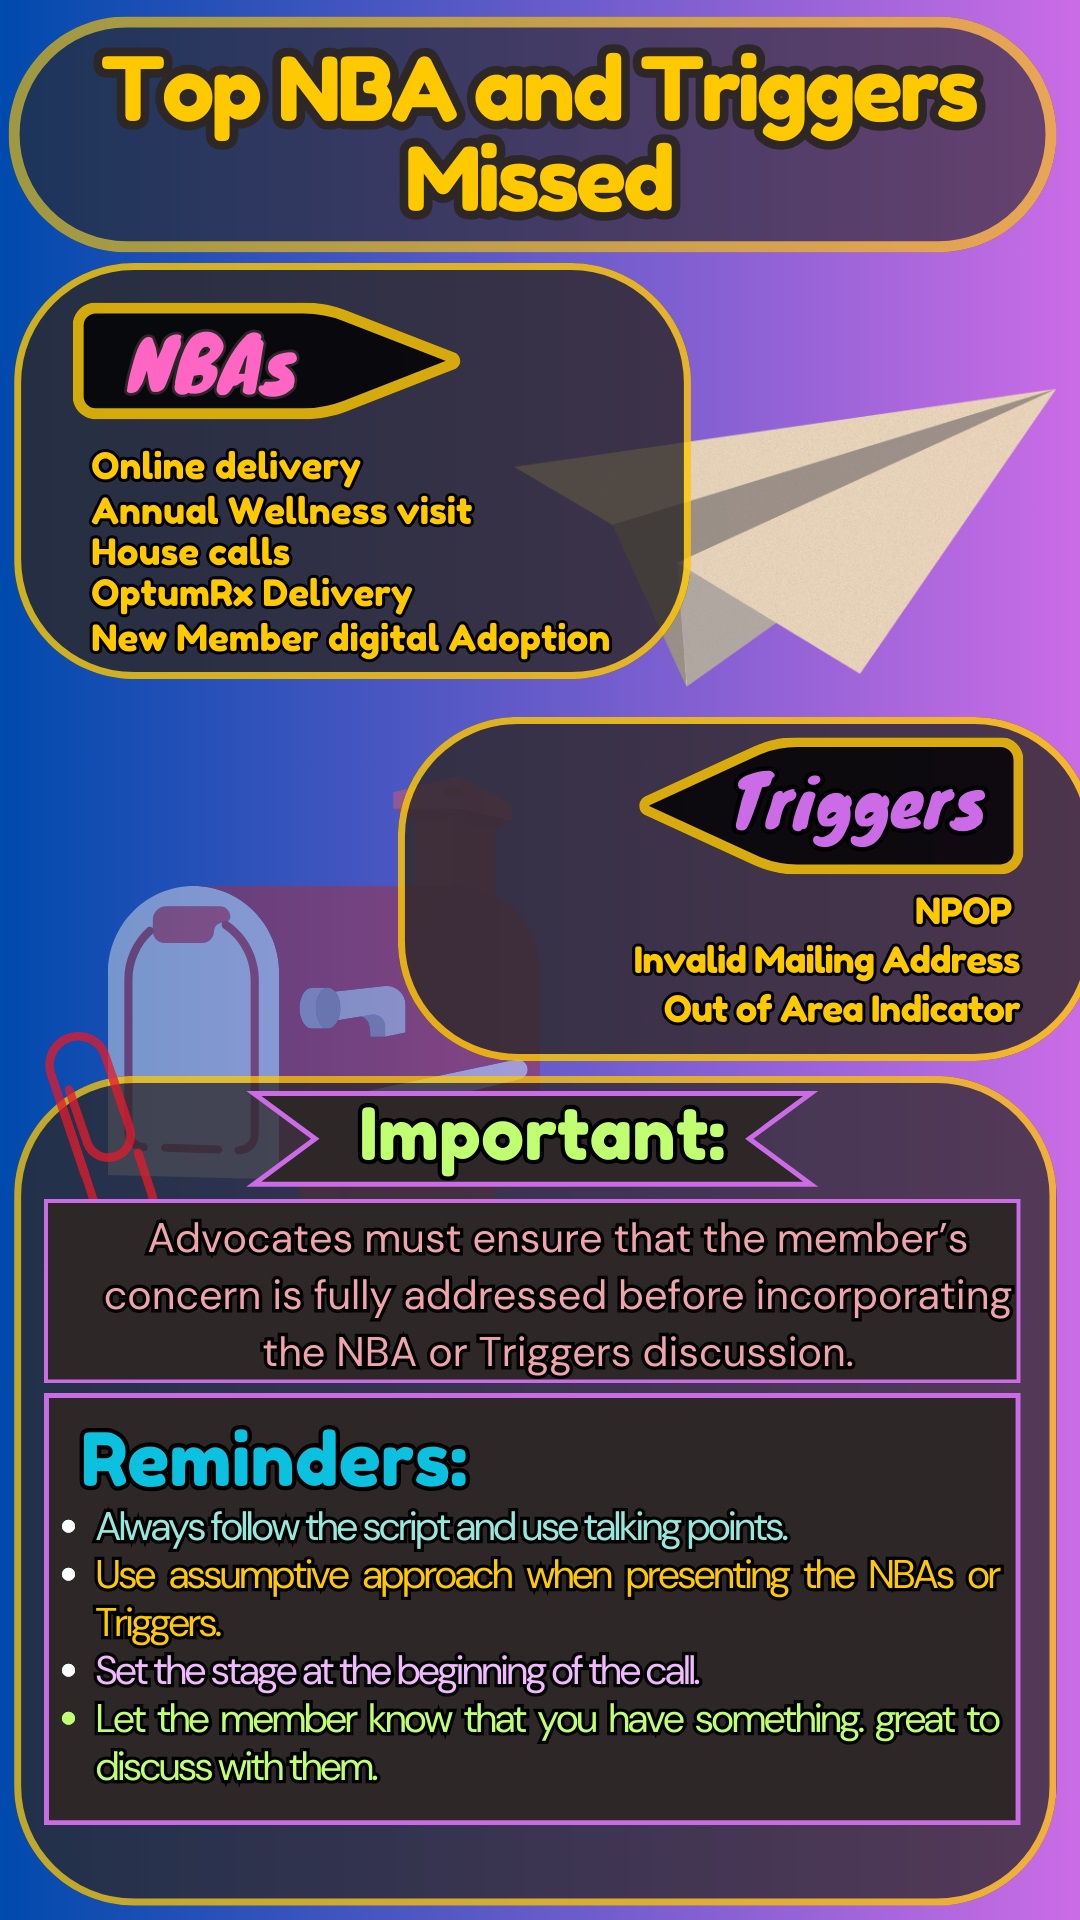 Top NBA and Triggers
Missed
NBAs
Online delivery
Annual Wellness visit
House calls
OptumRx Delivery
New Member digital Adoption
Triggers
NPOP
Invalid Mailing Address
Out of Area Indicator
Important:
Advocates must ensure that the member’s
concern is fully addressed before incorporating
the NBA or Triggers discussion.
Reminders:
• Always follow the script and use talking points.
• Use assumptive approach when presenting the NBAs or
Triggers.
• Set the stage at the beginning of the call.
• Let the member know that you have something. great to
discuss with them.